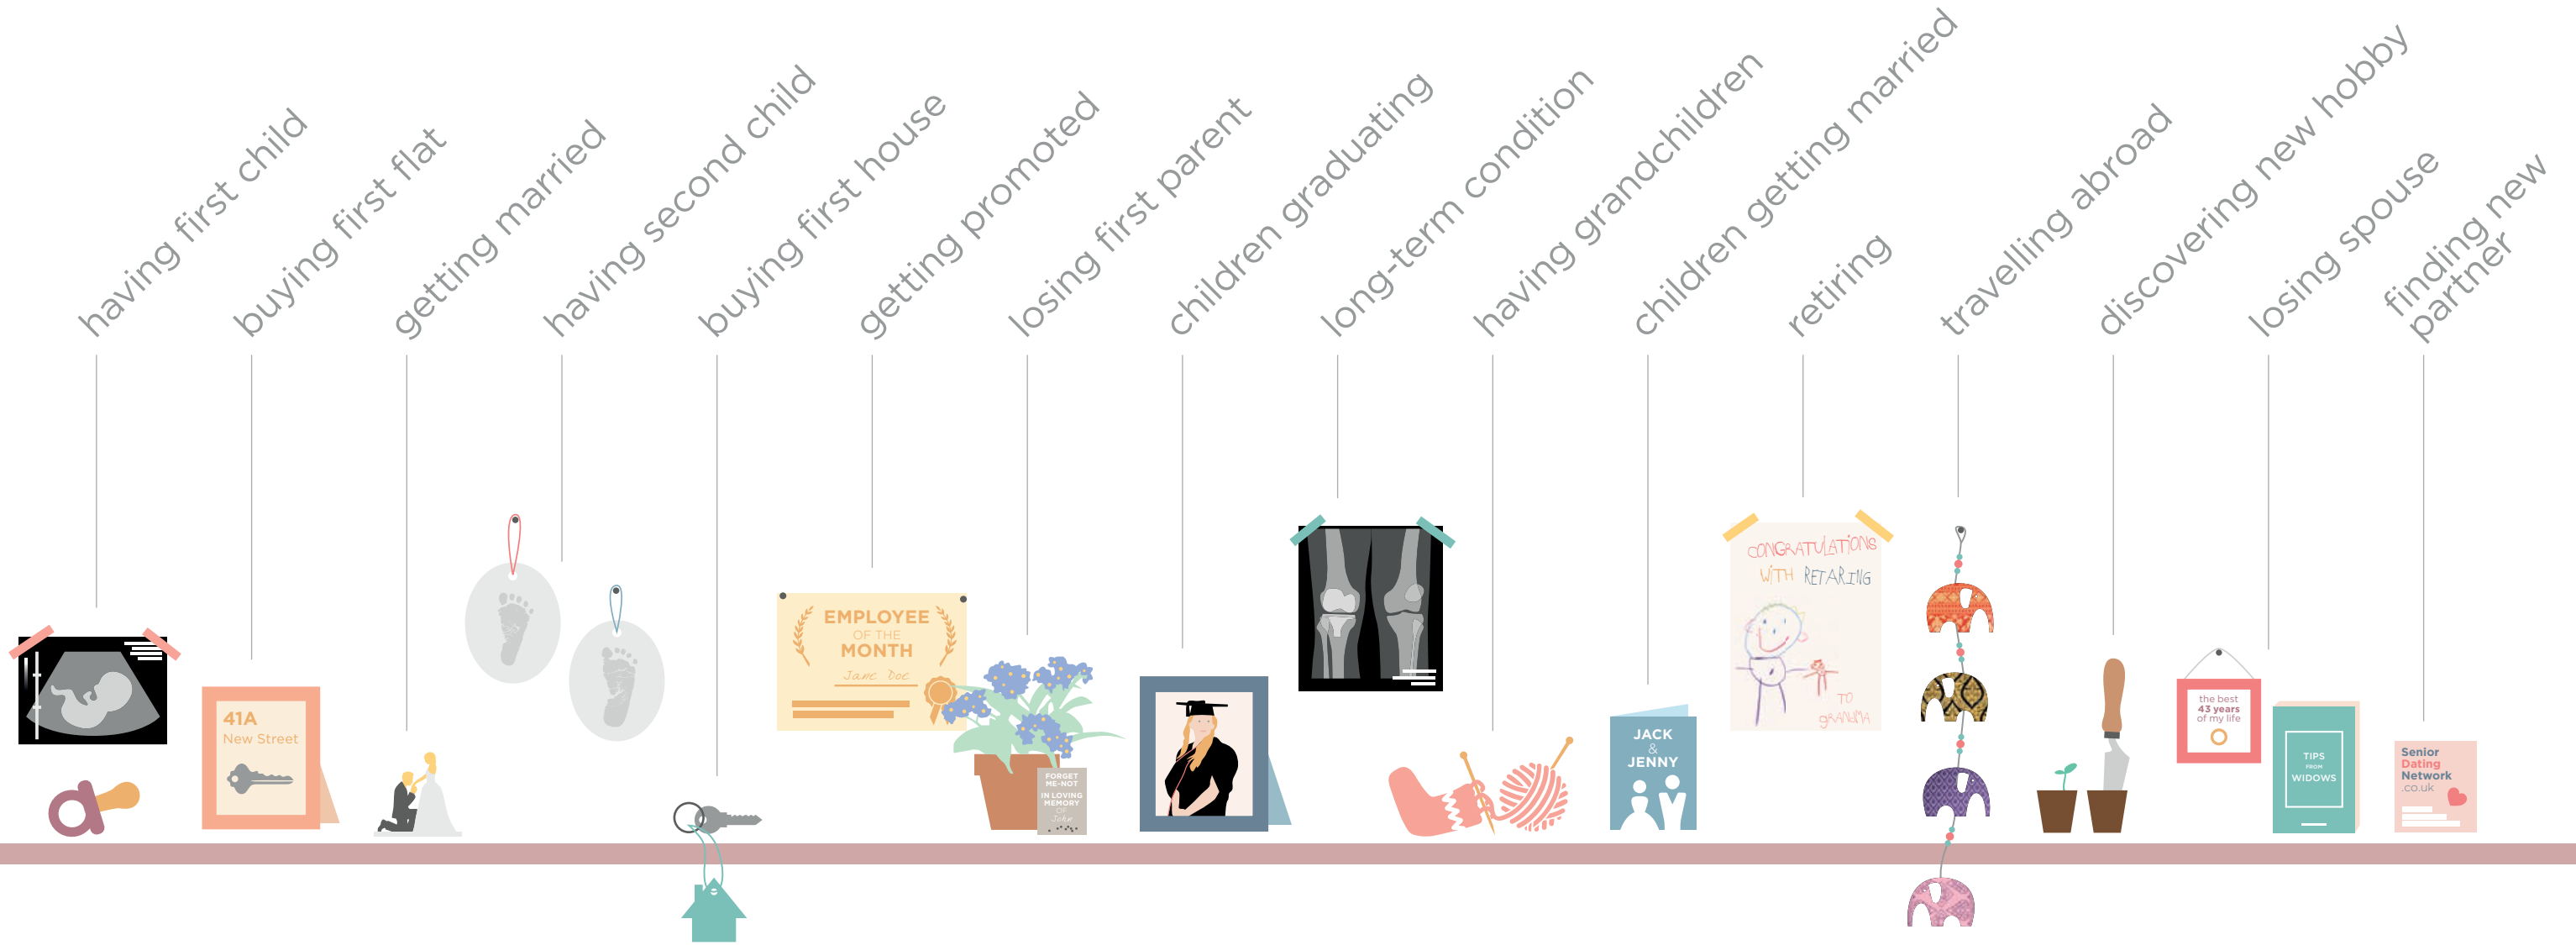 having first child
buying first flat
getting married
having second child
buying first house
getting promoted
losing first parent
children graduating
long-term condition
having grandchildren
children getting married
retiring
travelling abroad
discovering new hobby
losing spouse
finding new
partner
41A
New Street
EMPLOYEE
OF THE
MONTH
Jane Doe
FORGET
ME-NOT
IN LOVING
MEMORY
OF
John
JACK
&
JENNY
CONGRATULATIONS
WITH RETARING
TO
GRANDMA
the best
43 years
of my life
TIPS
FROM
WIDOWS
Senior
Dating
Network
.co.uk